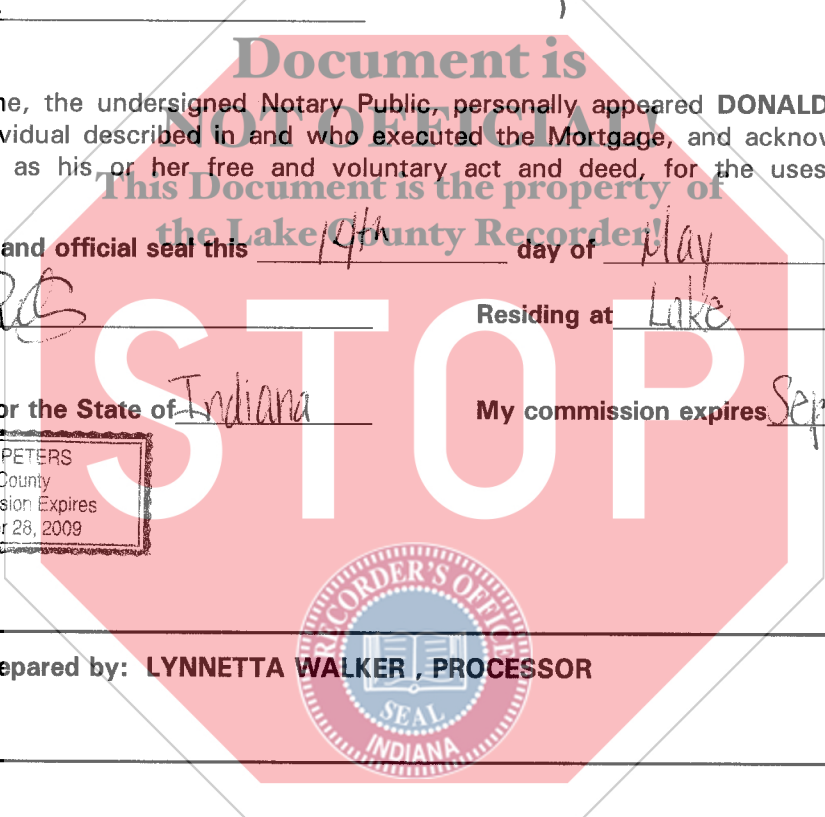 )
Document is
ne, the undersigned Notary Public, personally appeared DONALD
NOT OFFICIAL!
vidual described in and who executed the Mortgage, and acknov
as his or her free and voluntary act and deed, for the uses
This Document is the property of
the Lake County Recorder!
and official seal this 19th day of May
Residing at Lake
or the State of Indiana My commission expires Sep
STOP
PETERS
County
sion Expires
r 28, 2009
RECORDER'S OFFICE
SEAL
INDIANA
epared by: LYNNETTA WALKER , PROCESSOR